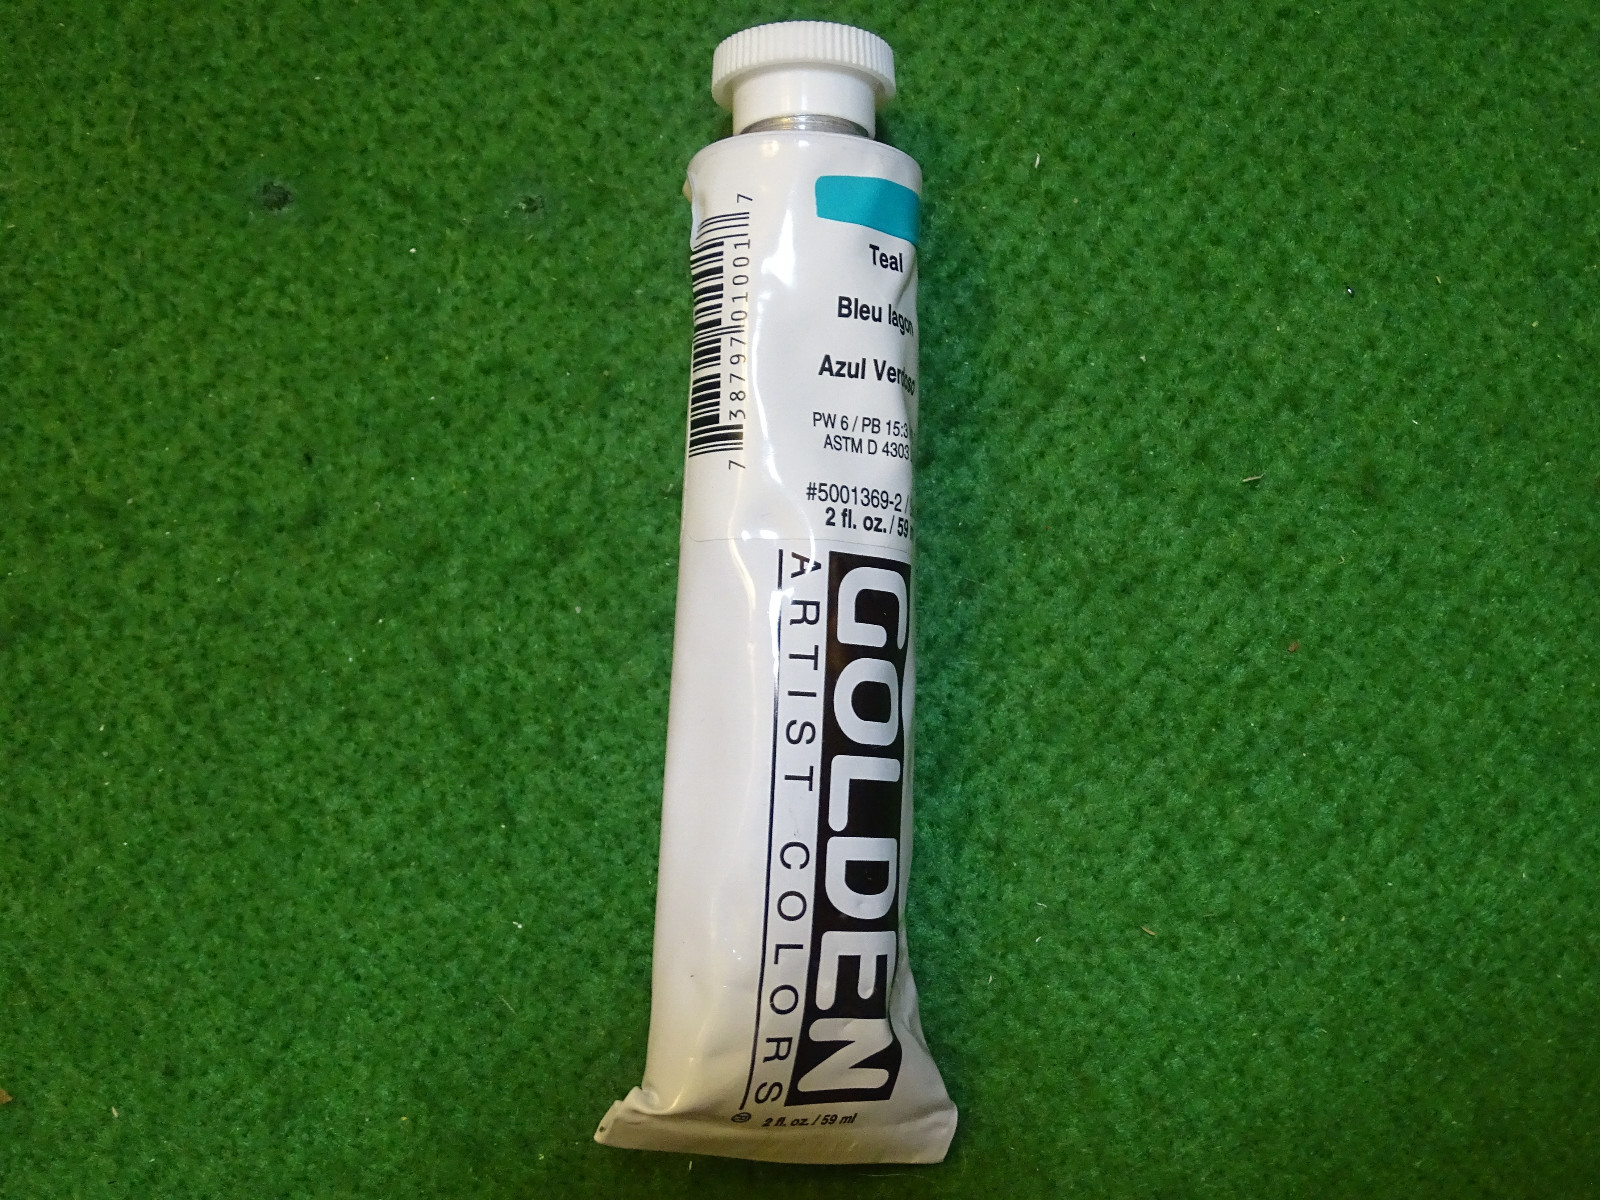 Teal
Bleu lagon
Azul Verdoso
PW 6 / PB 15:3
ASTM D 4303
#5001369-2 /
2 fl. oz. / 59
7 38797 01001 7
GOLDEN
ARTIST COLORS
® 2 fl. oz. / 59 ml